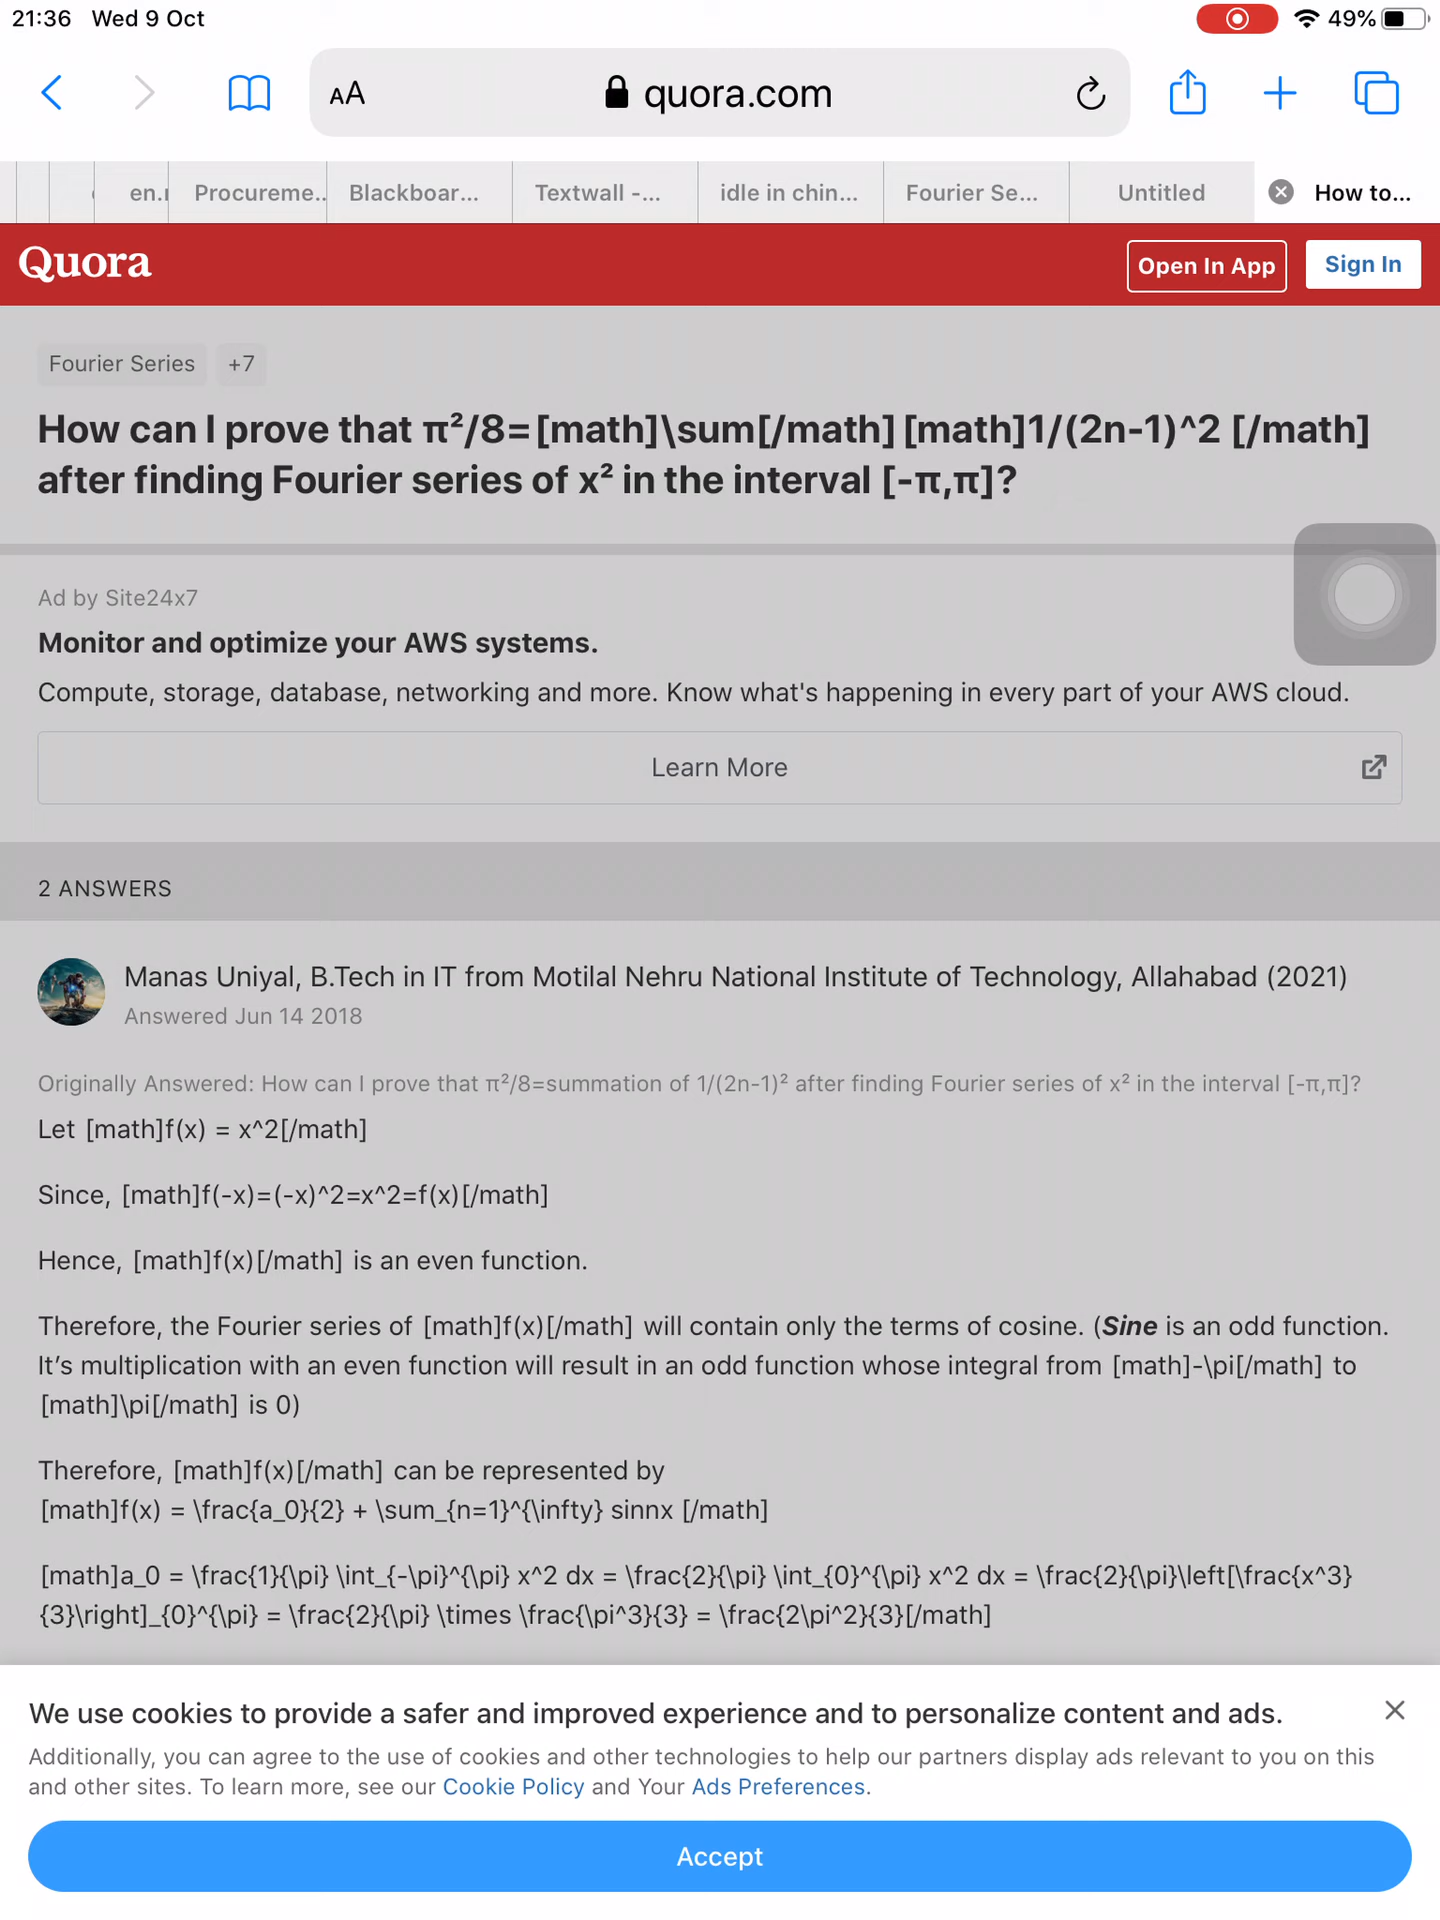 21:36 Wed 9 Oct 49%
AA quora.com
en. Procureme.. Blackboar... Textwall -... idle in chin... Fourier Se... Untitled How to...
Quora Open In App Sign In
Fourier Series +7
How can I prove that π²/8=[math]\sum[/math] [math]1/(2n-1)^2 [/math]
after finding Fourier series of x² in the interval [-π,π]?
Ad by Site24x7
Monitor and optimize your AWS systems.
Compute, storage, database, networking and more. Know what's happening in every part of your AWS cloud.
Learn More
2 ANSWERS
Manas Uniyal, B.Tech in IT from Motilal Nehru National Institute of Technology, Allahabad (2021)
Answered Jun 14 2018
Originally Answered: How can I prove that π²/8=summation of 1/(2n-1)² after finding Fourier series of x² in the interval [-π,π]?
Let [math]f(x) = x^2[/math]
Since, [math]f(-x)=(-x)^2=x^2=f(x)[/math]
Hence, [math]f(x)[/math] is an even function.
Therefore, the Fourier series of [math]f(x)[/math] will contain only the terms of cosine. (Sine is an odd function.
It’s multiplication with an even function will result in an odd function whose integral from [math]-\pi[/math] to
[math]\pi[/math] is 0)
Therefore, [math]f(x)[/math] can be represented by
[math]f(x) = \frac{a_0}{2} + \sum_{n=1}^{\infty} sinnx [/math]
[math]a_0 = \frac{1}{\pi} \int_{-\pi}^{\pi} x^2 dx = \frac{2}{\pi} \int_{0}^{\pi} x^2 dx = \frac{2}{\pi}\left[\frac{x^3}
{3}\right]_{0}^{\pi} = \frac{2}{\pi} \times \frac{\pi^3}{3} = \frac{2\pi^2}{3}[/math]
We use cookies to provide a safer and improved experience and to personalize content and ads.
Additionally, you can agree to the use of cookies and other technologies to help our partners display ads relevant to you on this
and other sites. To learn more, see our Cookie Policy and Your Ads Preferences.
Accept